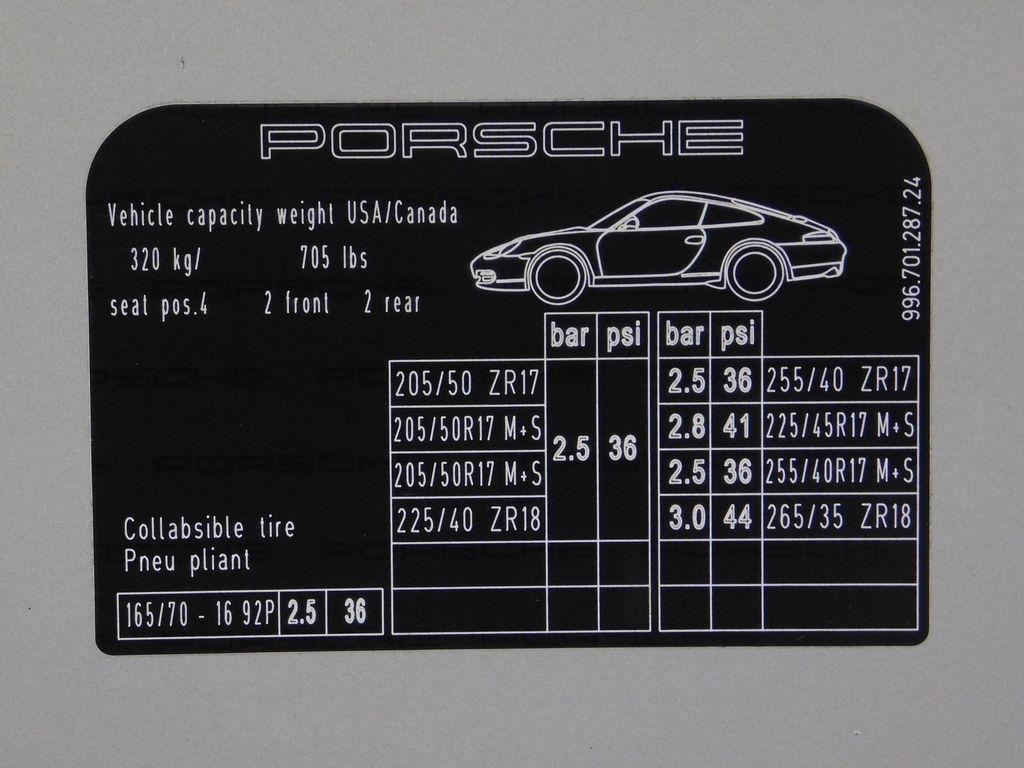 PORSCHE
Vehicle capacity weight USA/Canada
320 kg/ 705 lbs
seat pos.4 2 front 2 rear
996.701.287.24
bar psi bar psi
205/50 ZR17 2.5 36 255/40 ZR17
205/50R17 M+S 2.8 41 225/45R17 M+S
2.5 36
205/50R17 M+S 2.5 36 255/40R17 M+S
225/40 ZR18 3.0 44 265/35 ZR18
Collabsible tire
Pneu pliant
165/70 - 16 92P 2.5 36